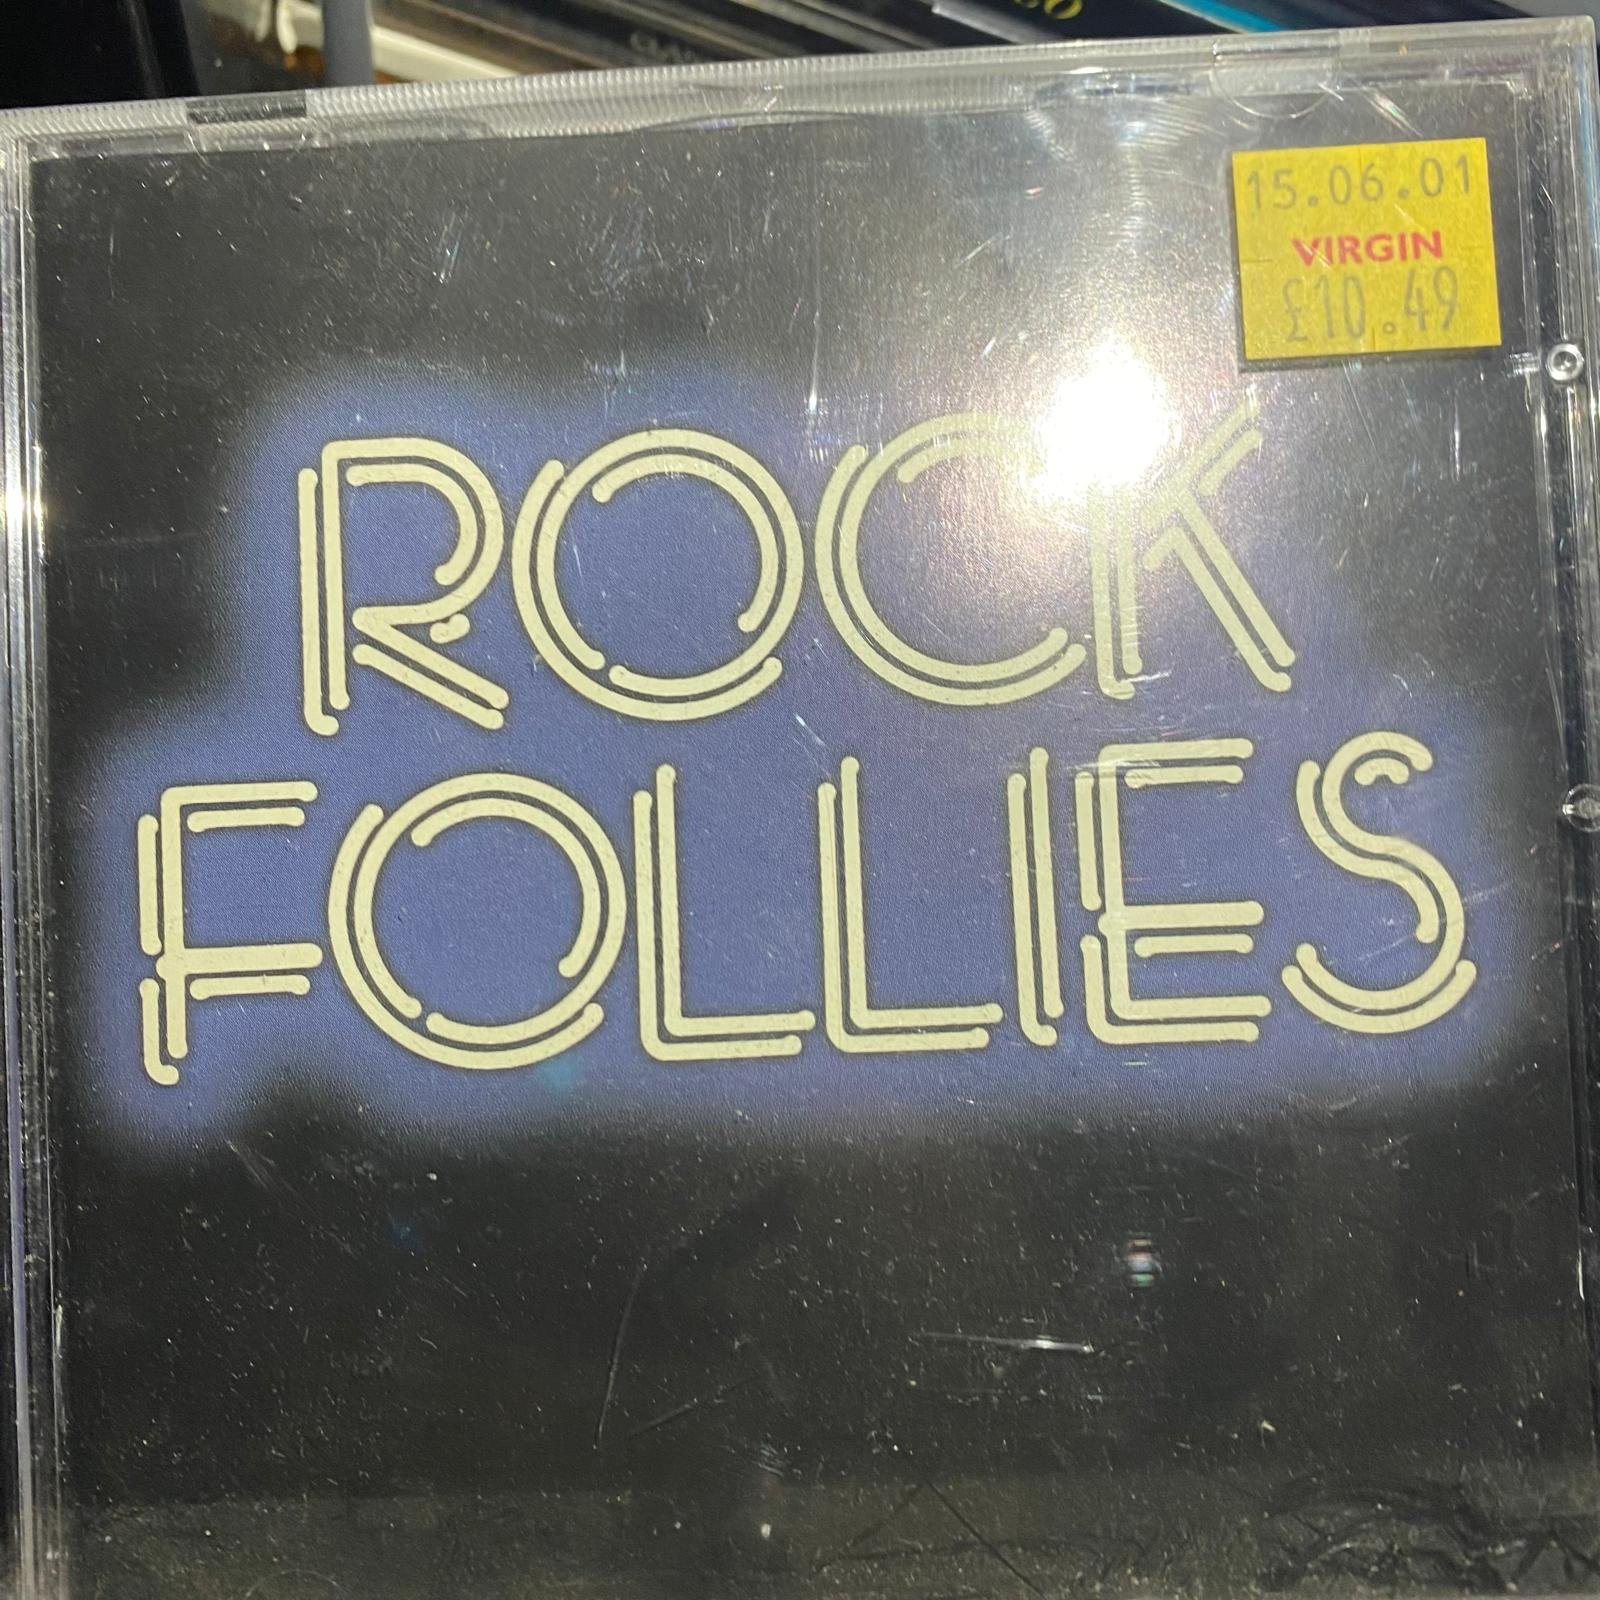 15.06.01
VIRGIN
£10.49
ROCK
FOLLIES